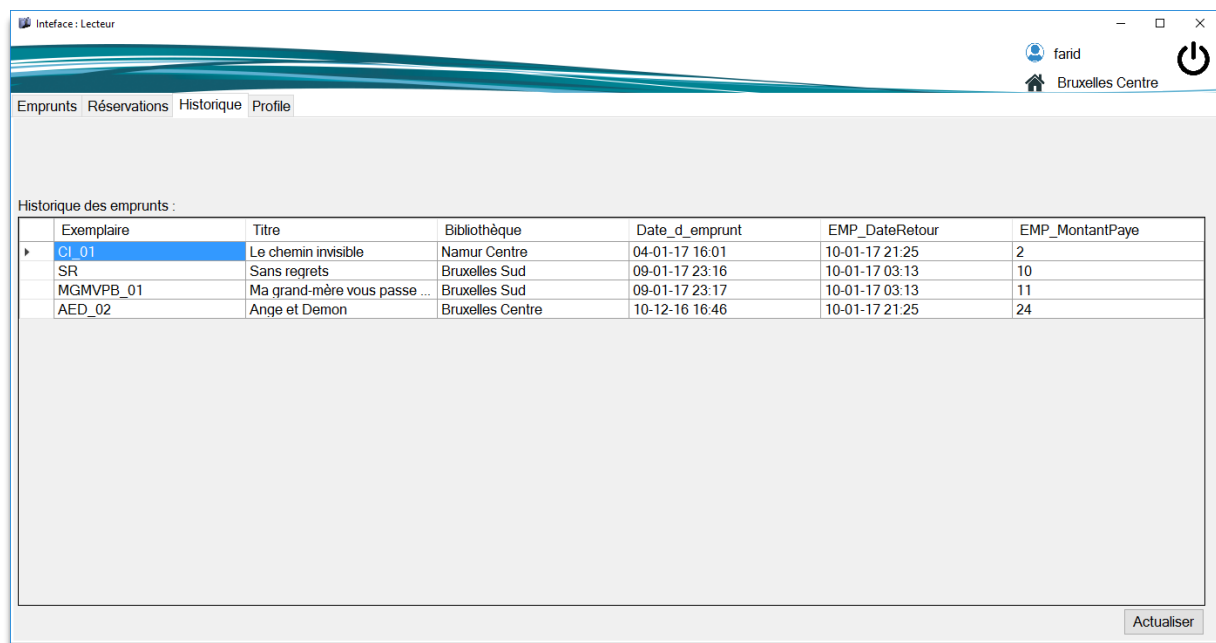 Inteface : Lecteur
farid
Bruxelles Centre
Emprunts Réservations Historique Profile
Historique des emprunts :
Exemplaire Titre Bibliothèque Date_d_emprunt EMP_DateRetour EMP_MontantPaye
CI_01 Le chemin invisible Namur Centre 04-01-17 16:01 10-01-17 21:25 2
SR Sans regrets Bruxelles Sud 09-01-17 23:16 10-01-17 03:13 10
MGMVPB_01 Ma grand-mère vous passe ... Bruxelles Sud 09-01-17 23:17 10-01-17 03:13 11
AED_02 Ange et Demon Bruxelles Centre 10-12-16 16:46 10-01-17 21:25 24
Actualiser